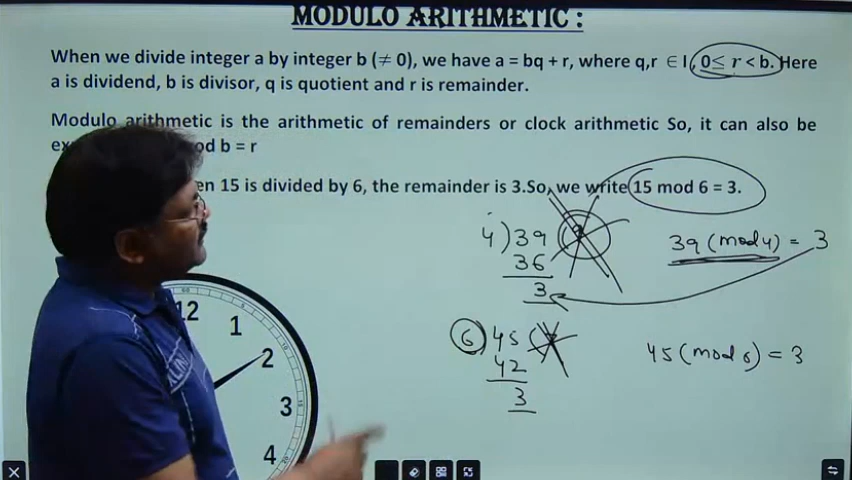 MODULO ARITHMETIC :
When we divide integer a by integer b (≠ 0), we have a = bq + r, where q,r ∈ I, 0≤ r < b. Here
a is dividend, b is divisor, q is quotient and r is remainder.
Modulo arithmetic is the arithmetic of remainders or clock arithmetic So, it can also be
od b = r
en 15 is divided by 6, the remainder is 3.So, we write 15 mod 6 = 3.
4 ) 39
36
3
39 (mod 4) = 3
6 ) 45
42
3
45 (mod 6) = 3
12
1
2
3
4